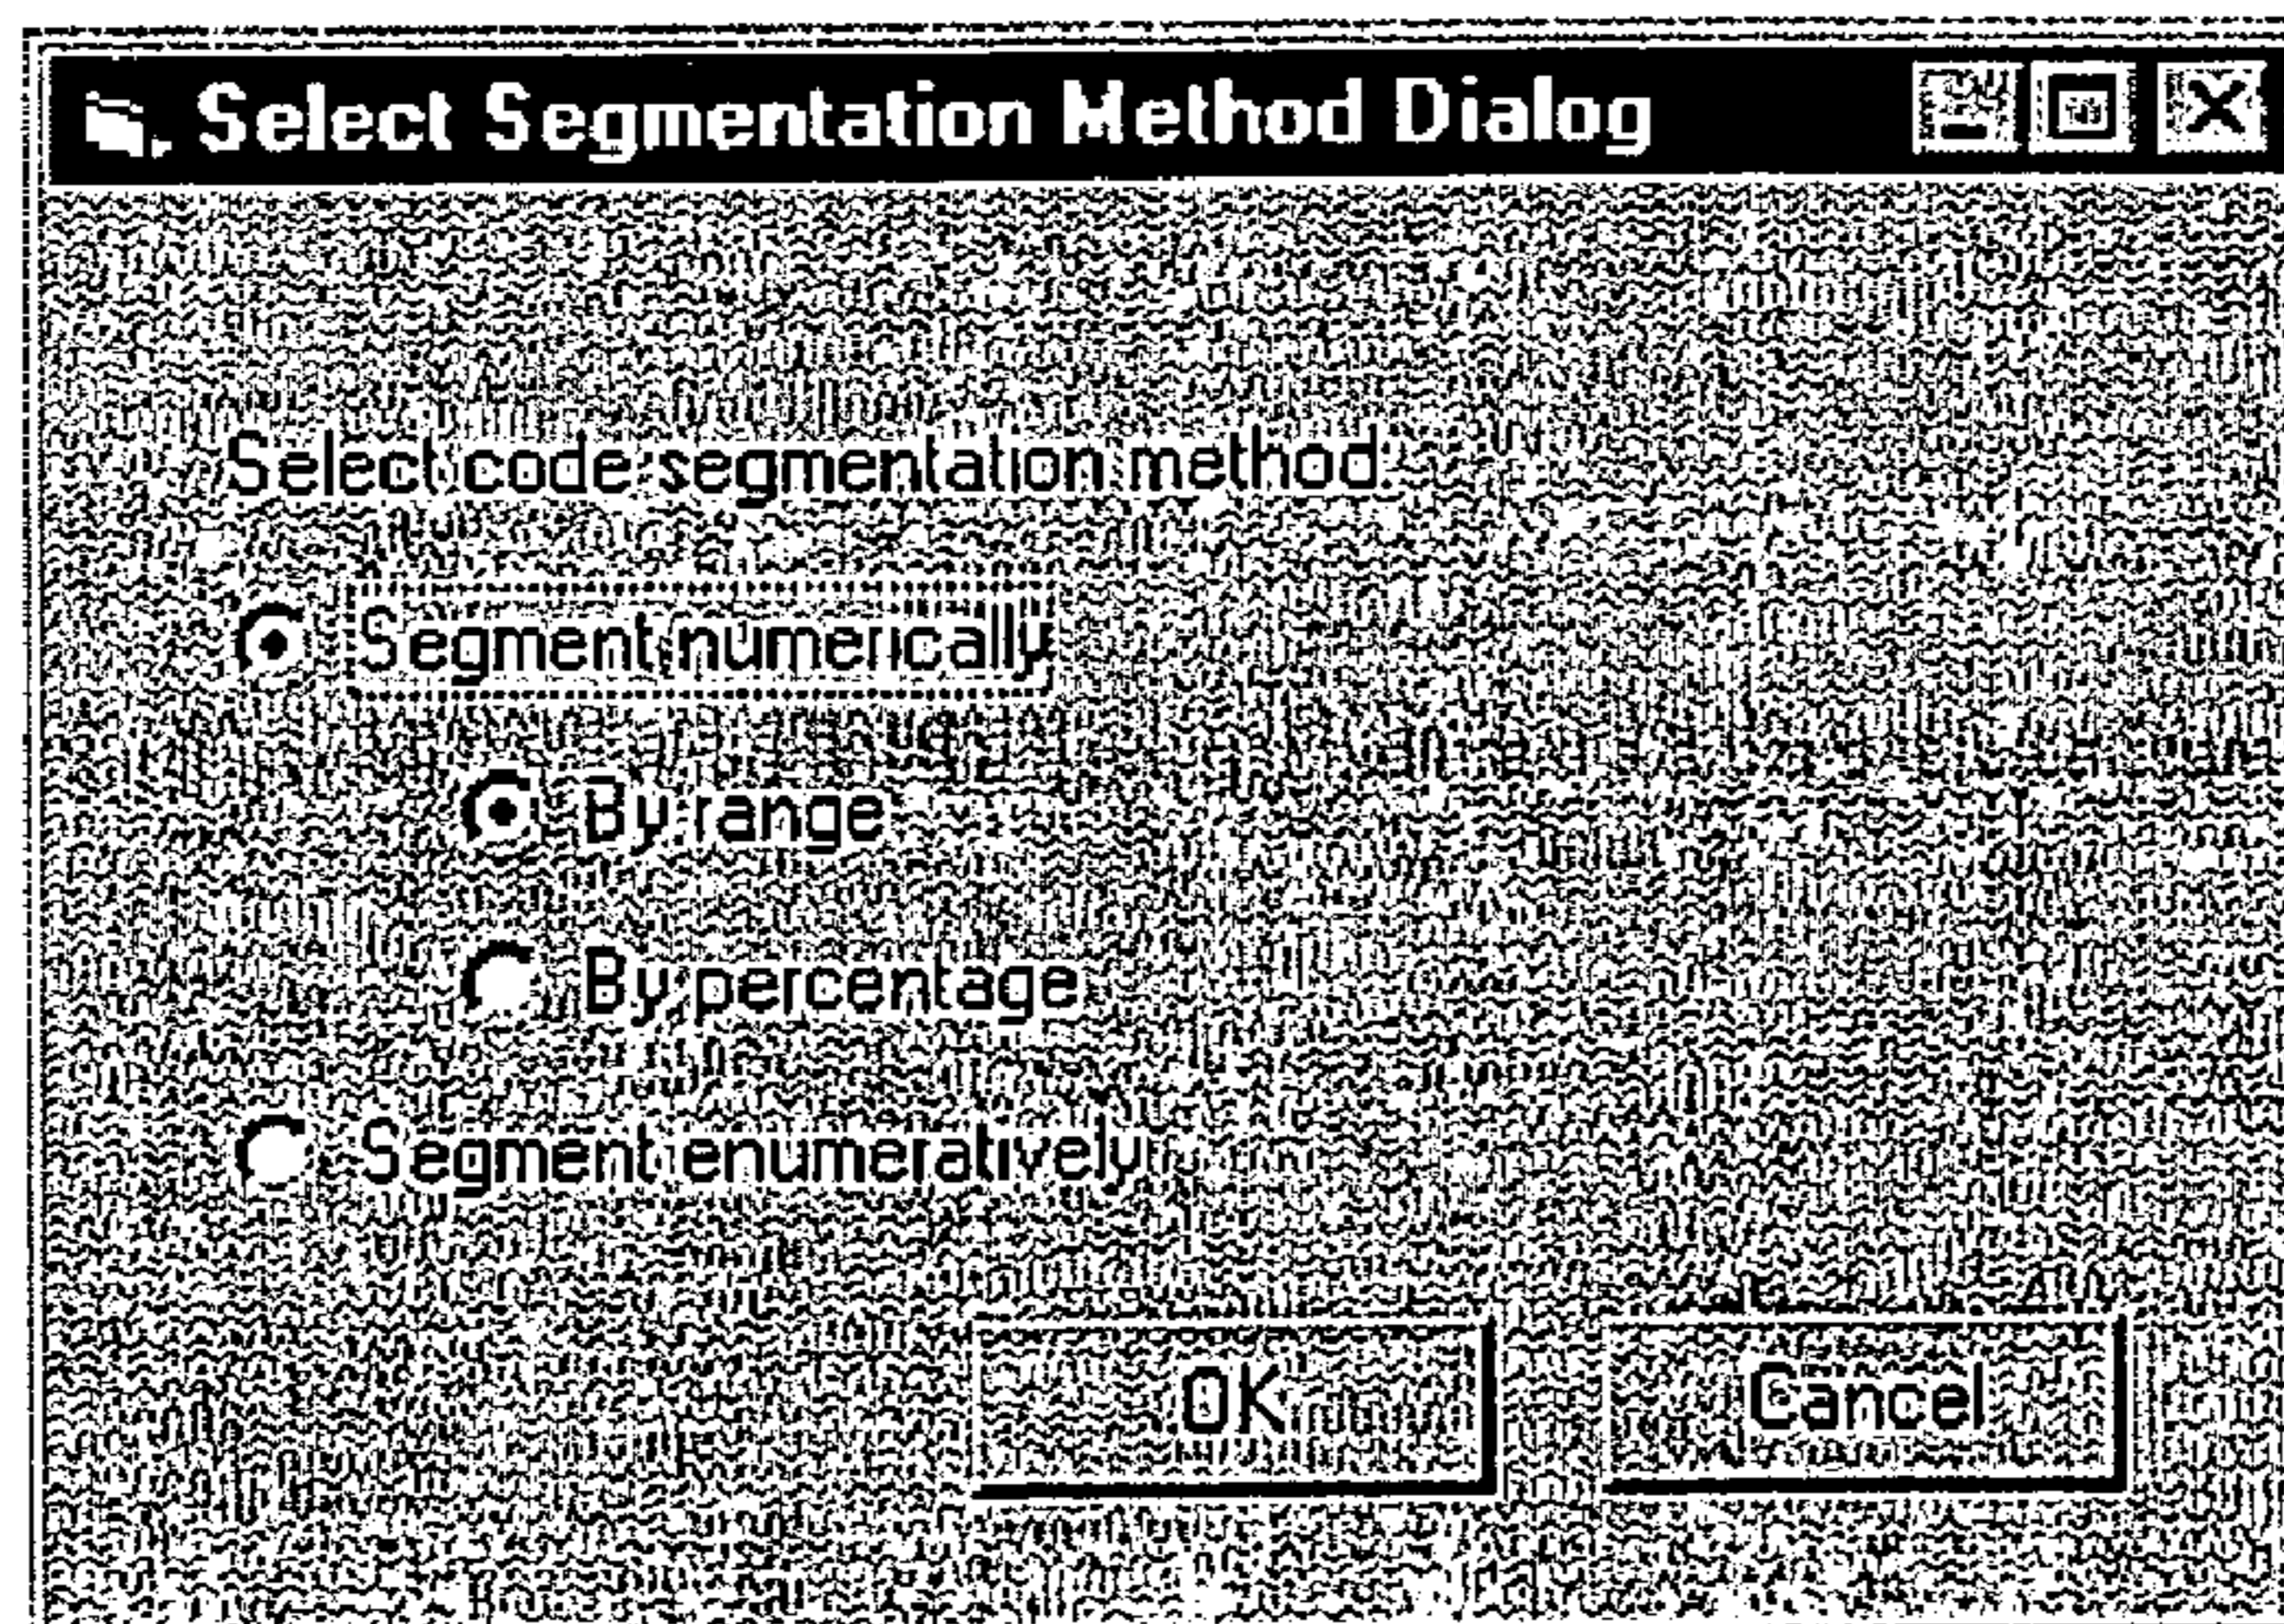 Select Segmentation Method Dialog
Select code segmentation method:
Segment numerically
By range
By percentage
Segment enumeratively
OK
Cancel